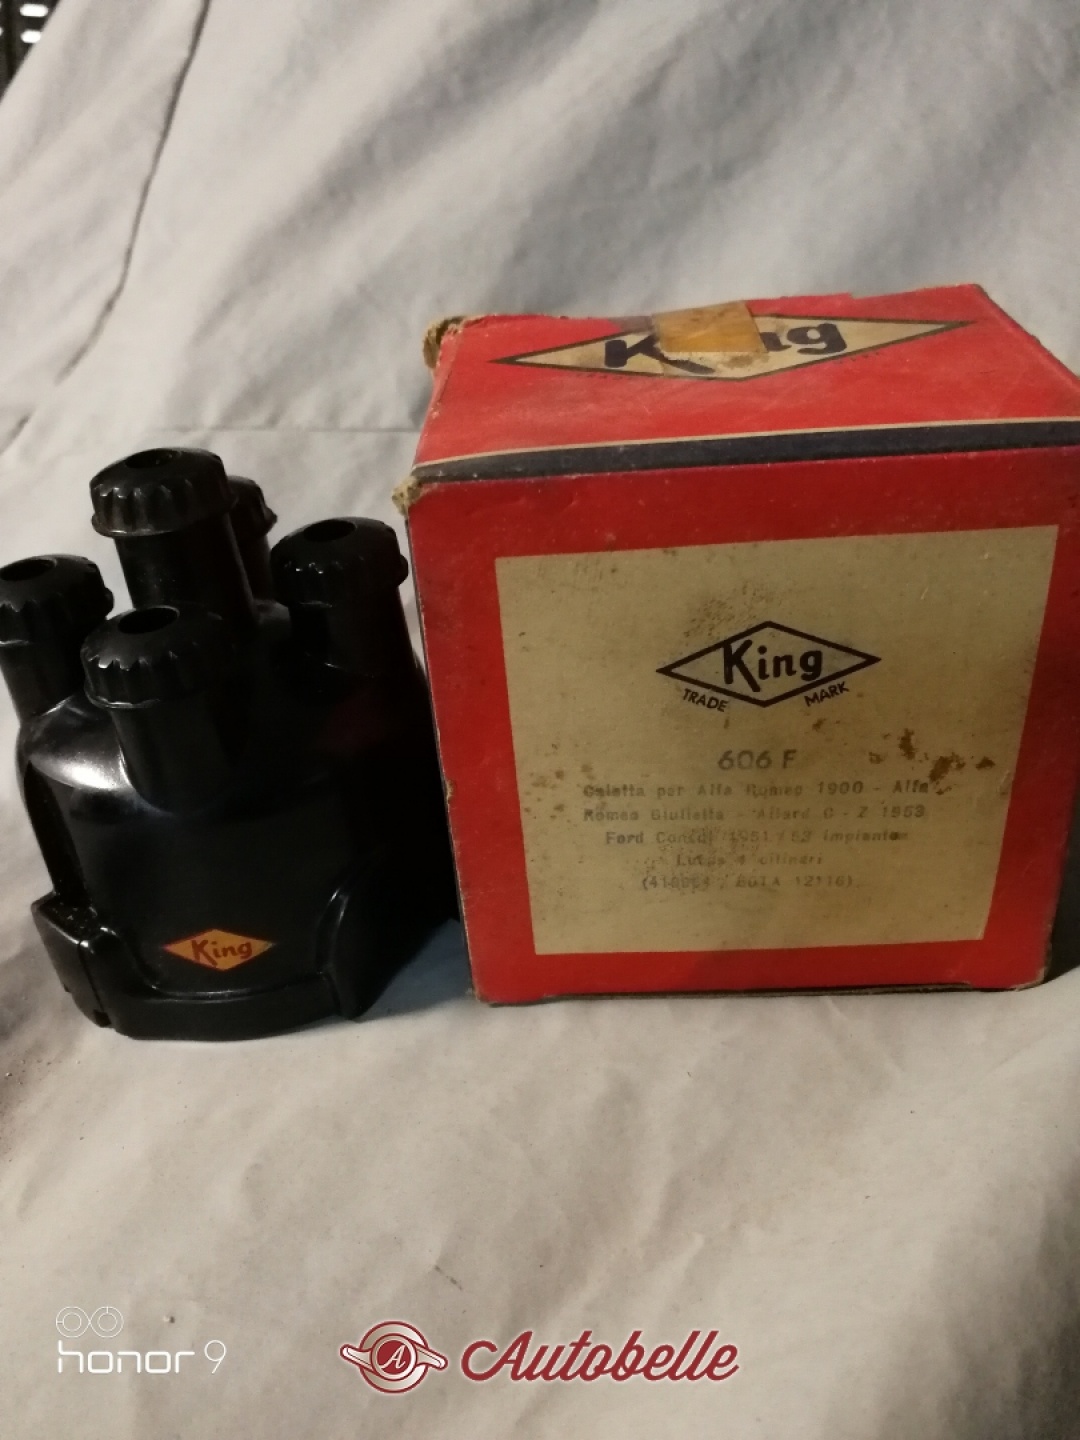 King
King
TRADE MARK
606 F
Calotta per Alfa Romeo 1900 - Alfa
Romeo Giulietta - Allard C - Z 1953
Ford Consul 1951 / 53 impianto
Lucas 4 cilindri
King
honor 9
Autobelle